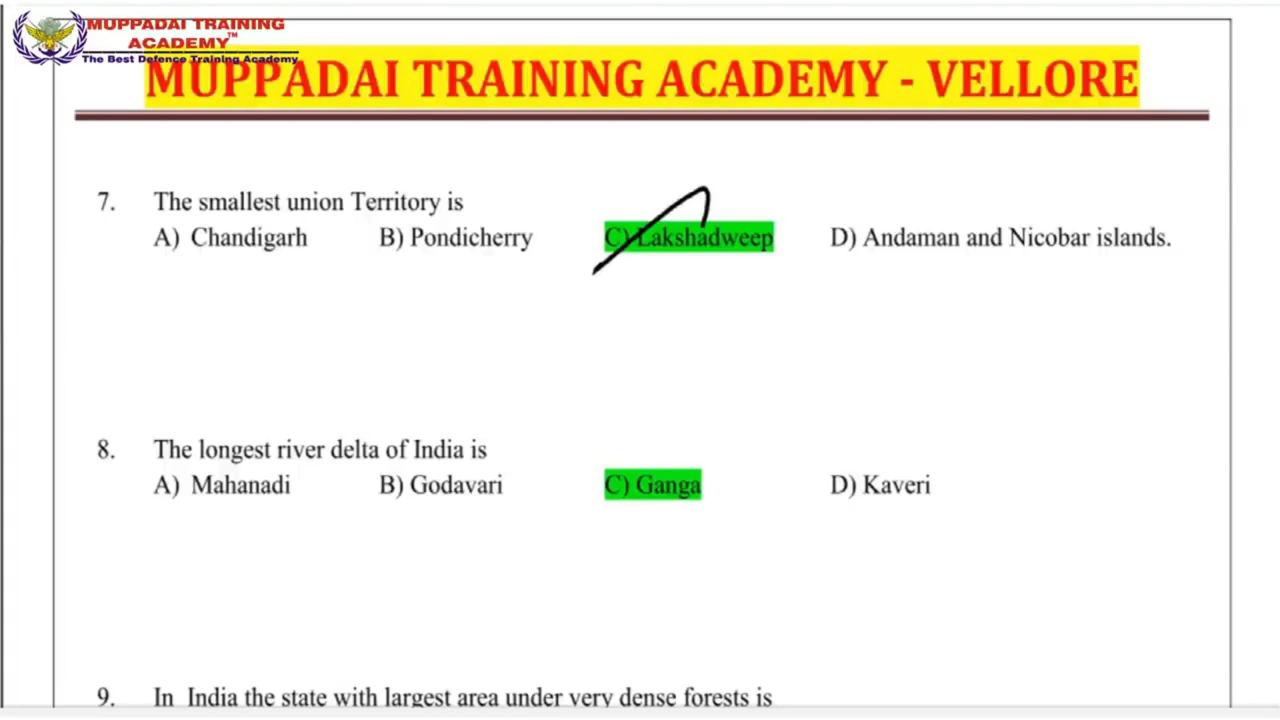 MUPPADAI TRAINING
ACADEMY™
The Best Defence Training Academy
MUPPADAI TRAINING ACADEMY - VELLORE
7. The smallest union Territory is
A) Chandigarh B) Pondicherry C) Lakshadweep D) Andaman and Nicobar islands.
8. The longest river delta of India is
A) Mahanadi B) Godavari C) Ganga D) Kaveri
9. In India the state with largest area under very dense forests is